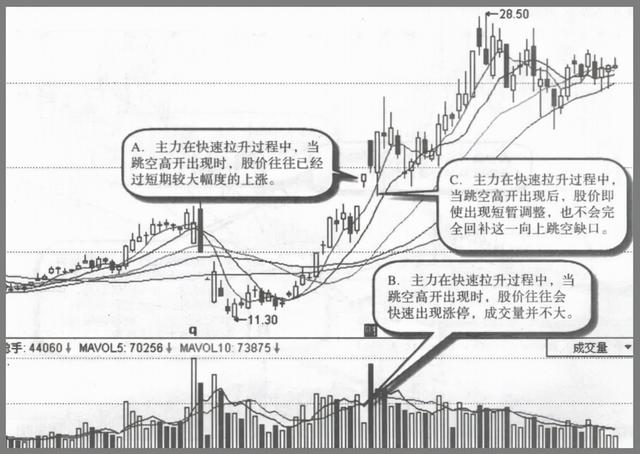 28.50
A. 主力在快速拉升过程中，当
跳空高开出现时，股价往往已经
过短期较大幅度的上涨。
C. 主力在快速拉升过程中，
当跳空高开出现后，股价即
使出现短暂调整，也不会完
全回补这一向上跳空缺口。
B. 主力在快速拉升过程中，当
跳空高开出现时，股价往往会
快速出现涨停，成交量并不大。
11.30
q
手: 44060↓ MAVOL5: 70256↓ MAVOL10: 73875↓
成交量